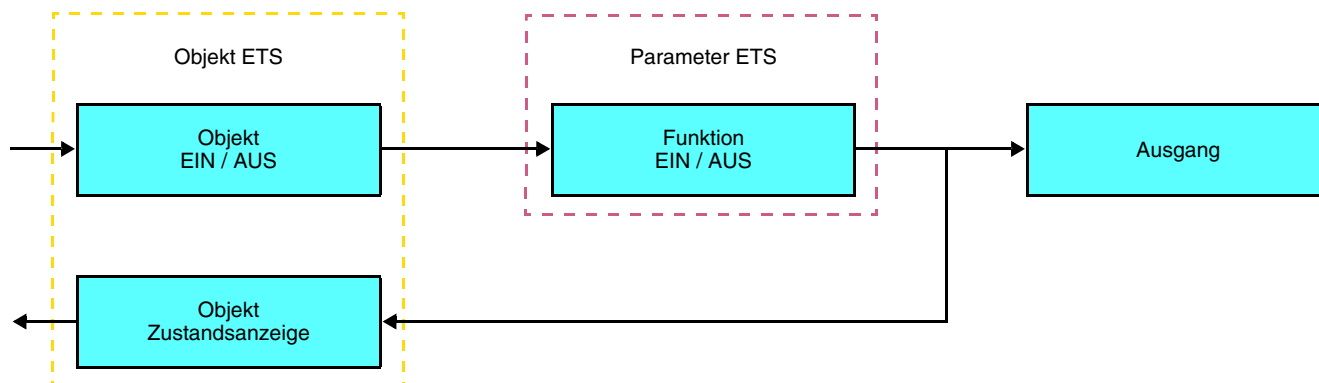 Objekt ETS
Parameter ETS
Objekt
EIN / AUS
Funktion
EIN / AUS
Ausgang
Objekt
Zustandsanzeige